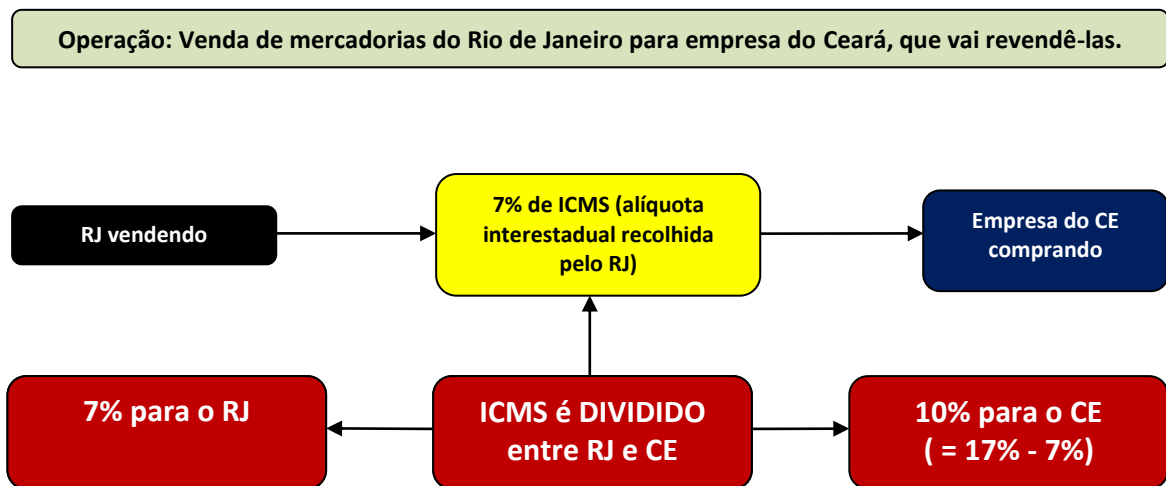 Operação: Venda de mercadorias do Rio de Janeiro para empresa do Ceará, que vai revendê-las.
RJ vendendo
7% de ICMS (alíquota
interestadual recolhida
pelo RJ)
Empresa do CE
comprando
7% para o RJ
ICMS é DIVIDIDO
entre RJ e CE
10% para o CE
( = 17% - 7%)